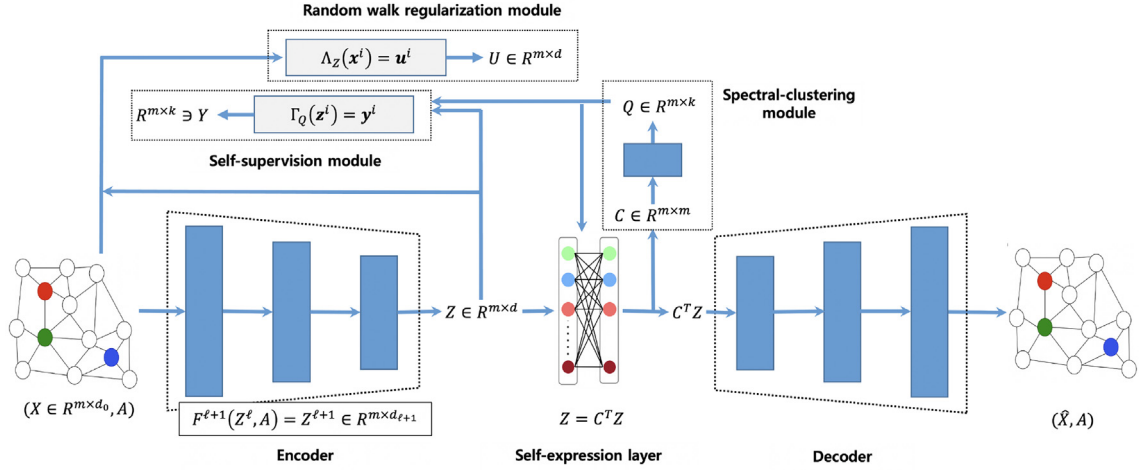 Random walk regularization module
Λ_Z(x^i) = u^i
U ∈ R^{m×d}
R^{m×k} ∋ Y
Γ_Q(z^i) = y^i
Self-supervision module
Q ∈ R^{m×k}
Spectral-clustering
module
C ∈ R^{m×m}
Z ∈ R^{m×d}
C^T Z
(X ∈ R^{m×d_0}, A)
F^{ℓ+1}(Z^ℓ, A) = Z^{ℓ+1} ∈ R^{m×d_{ℓ+1}}
Z = C^T Z
(X̂, A)
Encoder
Self-expression layer
Decoder